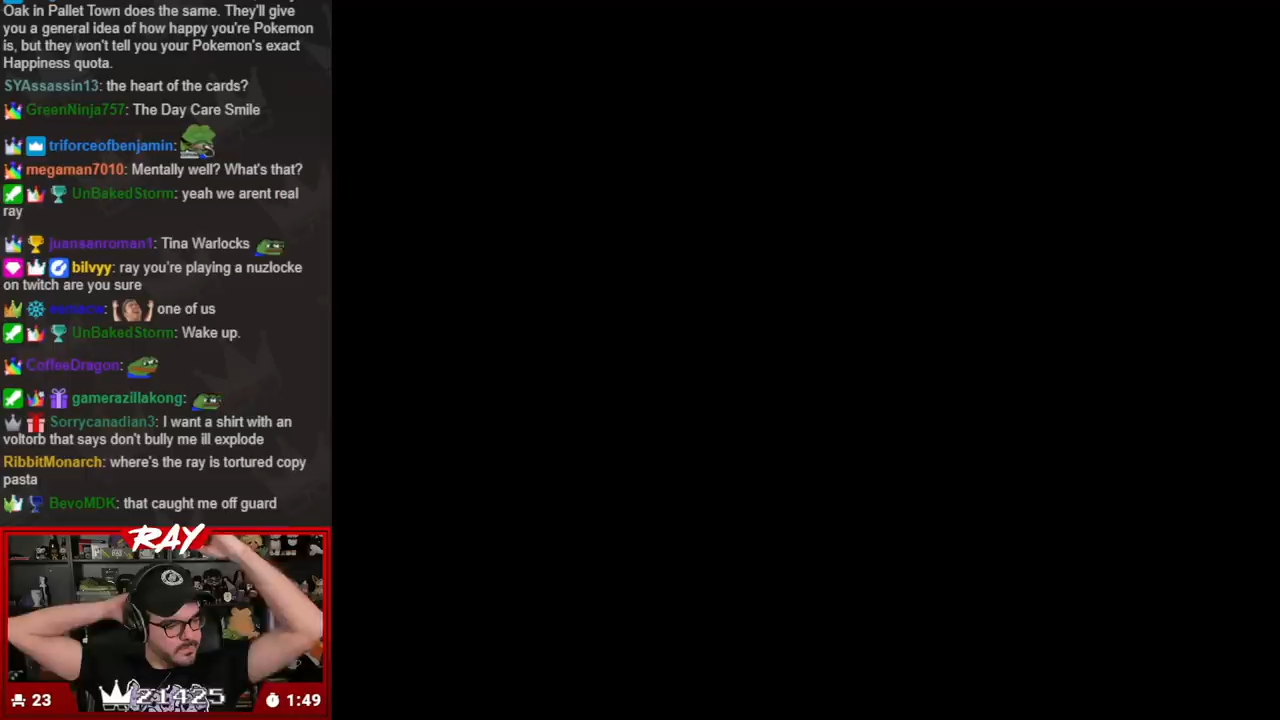 Oak in Pallet Town does the same. They'll give
you a general idea of how happy you're Pokemon
is, but they won't tell you your Pokemon's exact
Happiness quota.
SYAssassin13: the heart of the cards?
GreenNinja757: The Day Care Smile
triforceofbenjamin:
megaman7010: Mentally well? What's that?
UnBakedStorm: yeah we arent real
ray
juansanroman1: Tina Warlocks
bilvyy: ray you're playing a nuzlocke
on twitch are you sure
one of us
UnBakedStorm: Wake up.
CoffeeDragon:
gamerazillakong:
Sorrycanadian3: I want a shirt with an
voltorb that says don't bully me ill explode
RibbitMonarch: where's the ray is tortured copy
pasta
BevoMDK: that caught me off guard
RAY
23
21425
1:49